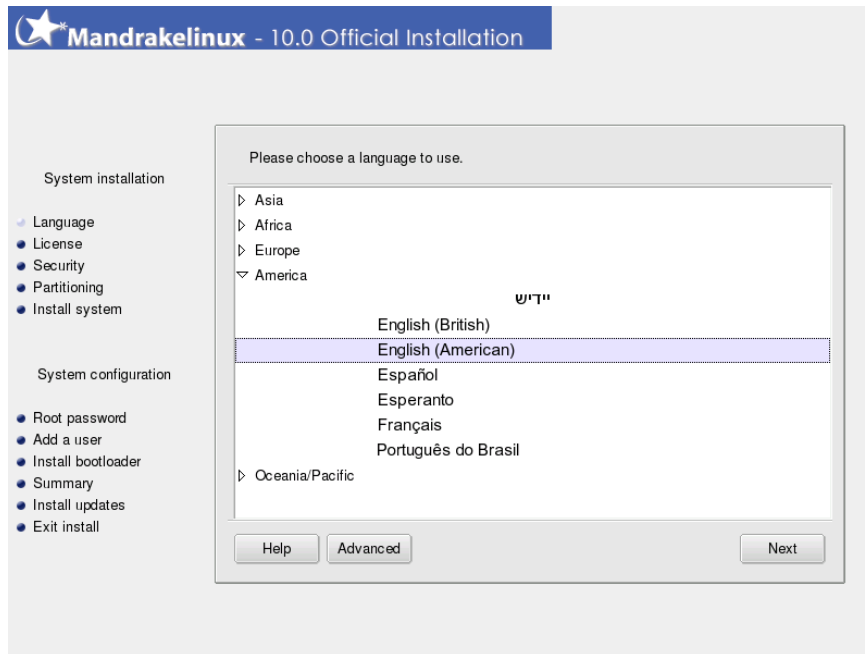 Mandrakelinux - 10.0 Official Installation
System installation
Language
License
Security
Partitioning
Install system
System configuration
Root password
Add a user
Install bootloader
Summary
Install updates
Exit install
Please choose a language to use.
Asia
Africa
Europe
America
ייִדיש
English (British)
English (American)
Español
Esperanto
Français
Português do Brasil
Oceania/Pacific
Help
Advanced
Next